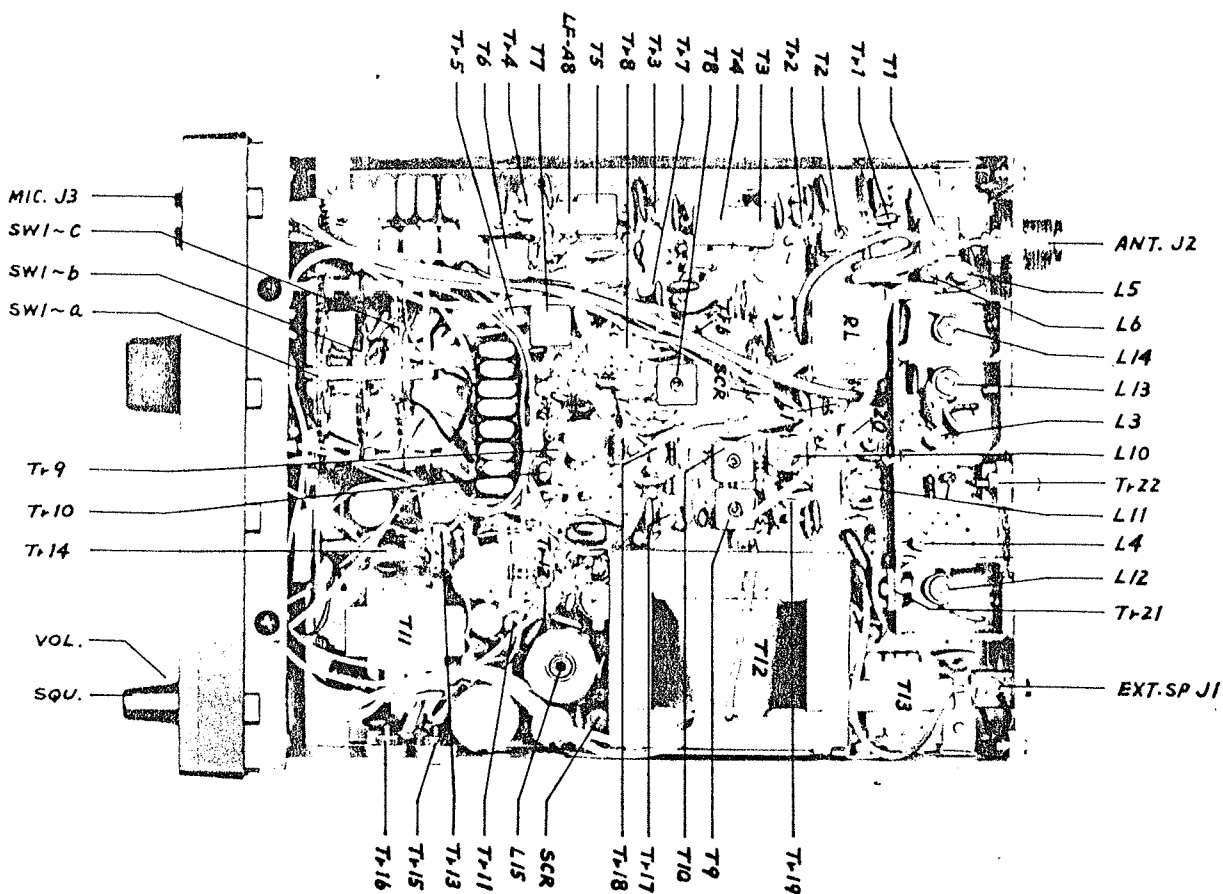 Tr5
T6
Tr4
T7
LF-A8
T5
Tr8
Tr3
Tr7
T8
T4
T3
Tr2
T2
Tr1
T1
MIC. J3
SW1~C
SW1~b
SW1~a
Tr9
Tr10
Tr14
VOL.
SQU.
ANT. J2
L5
L6
L14
L13
L3
L10
Tr22
L11
L4
L12
Tr21
EXT.SP J1
RL
SCR
T11
Tr12
T12
T13
Tr16
Tr15
Tr13
Tr11
L15
SCR
Tr18
Tr17
T10
T9
Tr19